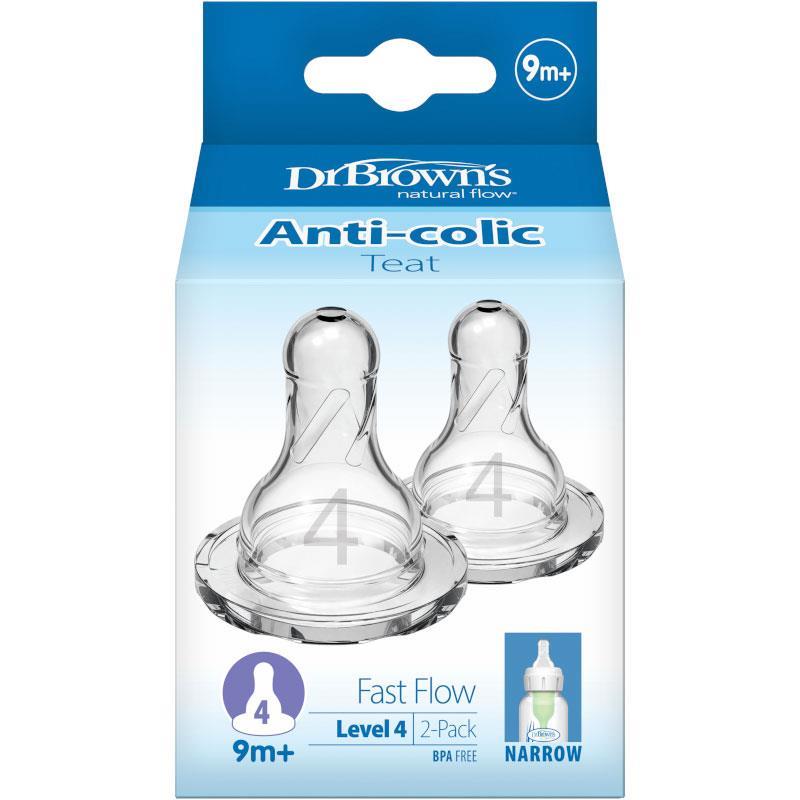 9m+
DrBrown's
natural flow®
Anti-colic
Teat
4
4
4
9m+
Fast Flow
Level 4 | 2-Pack
BPA FREE
DrBrown's
NARROW